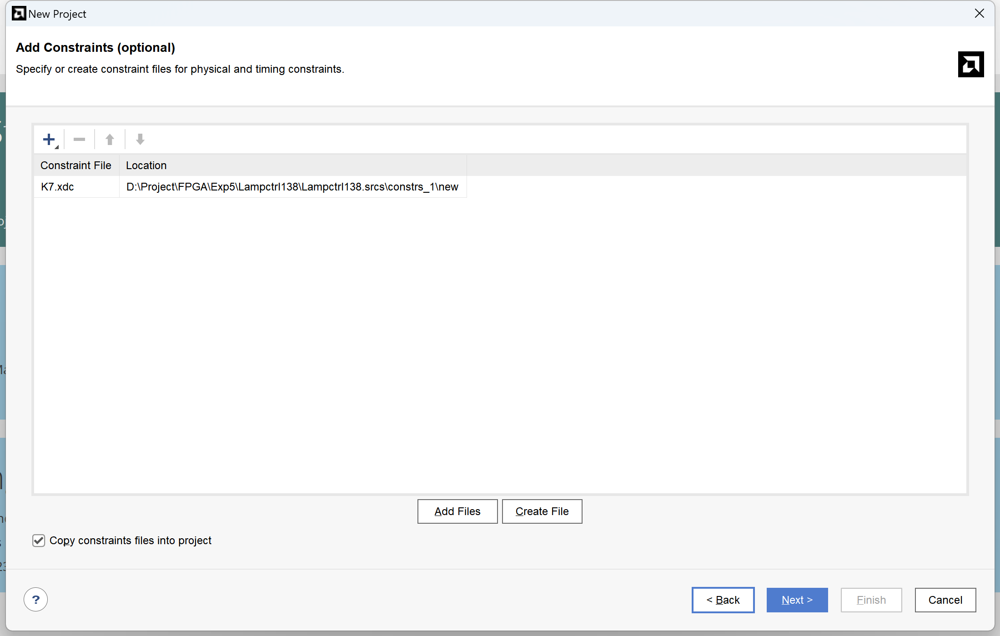 New Project
Add Constraints (optional)
Specify or create constraint files for physical and timing constraints.
Constraint File Location
K7.xdc D:\Project\FPGA\Exp5\Lampctrl138\Lampctrl138.srcs\constrs_1\new
Add Files Create File
Copy constraints files into project
? < Back Next > Finish Cancel